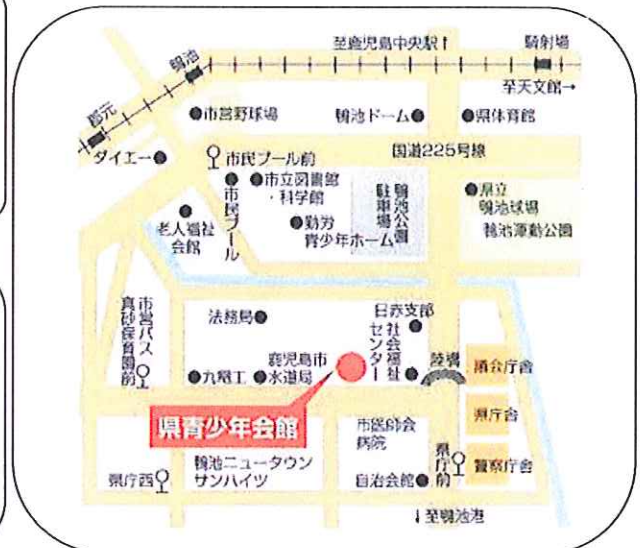 至鹿児島中央駅↑
騎射場
至天文館→
鴨池
郡元
市営野球場
鴨池ドーム
県体育館
ダイエー
市民プール前
国道225号線
市民プール
市立図書館
・科学館
鴨池公園
駐車場
県立
鴨池球場
鴨池運動公園
老人福祉
会館
勤労
青少年ホーム
市営バス
真砂保育園前
法務局
日赤支部
社会福祉
センター
鹿児島市
水道局
九電工
陸橋
議会庁舎
県庁舎
警察庁舎
県青少年会館
市医師会
病院
県庁前
県庁西
鴨池ニュータウン
サンハイツ
自治会館
↓至鴨池港